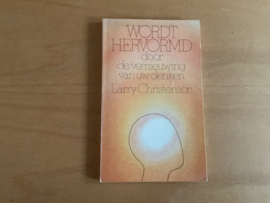 WORDT
HERVORMD
door
de vernieuwing
van uw denken
Larry Christenson